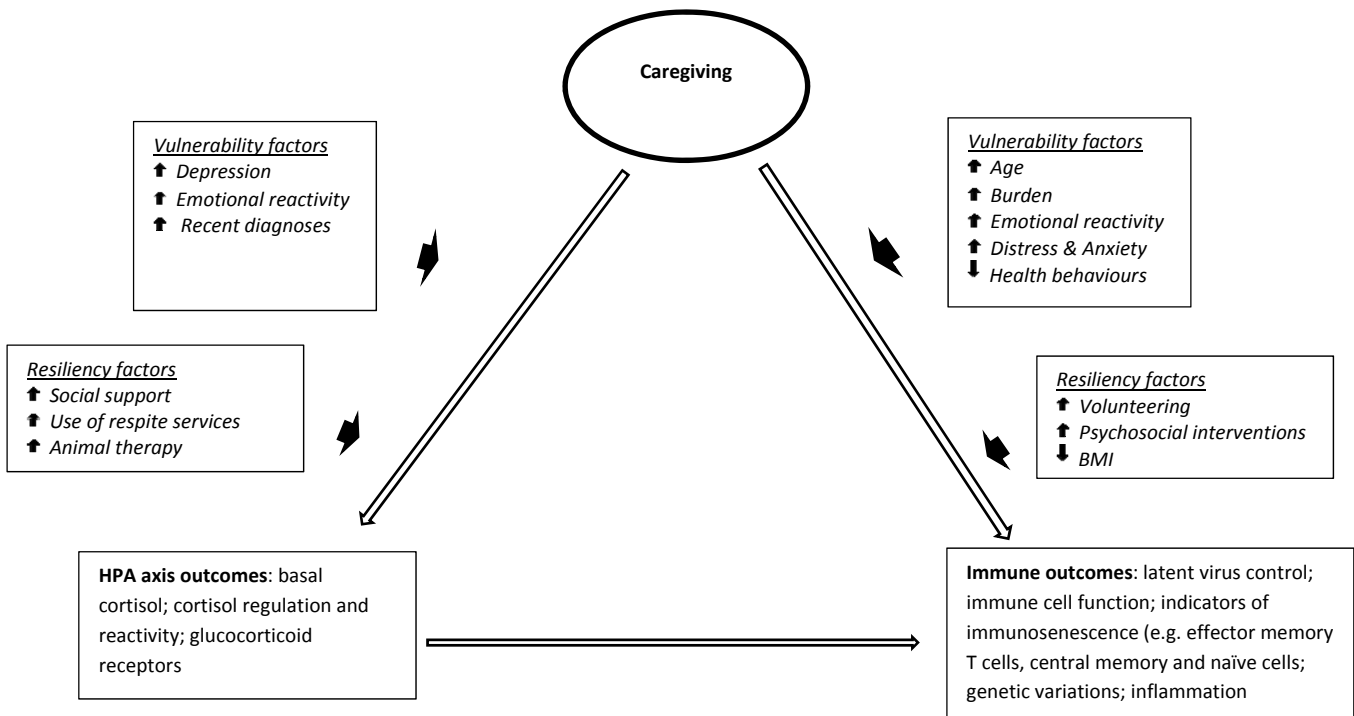 Caregiving
Vulnerability factors
Depression
Emotional reactivity
Recent diagnoses
Vulnerability factors
Age
Burden
Emotional reactivity
Distress & Anxiety
Health behaviours
Resiliency factors
Social support
Use of respite services
Animal therapy
Resiliency factors
Volunteering
Psychosocial interventions
BMI
HPA axis outcomes: basal
cortisol; cortisol regulation and
reactivity; glucocorticoid
receptors
Immune outcomes: latent virus control;
immune cell function; indicators of
immunosenescence (e.g. effector memory
T cells, central memory and naïve cells;
genetic variations; inflammation